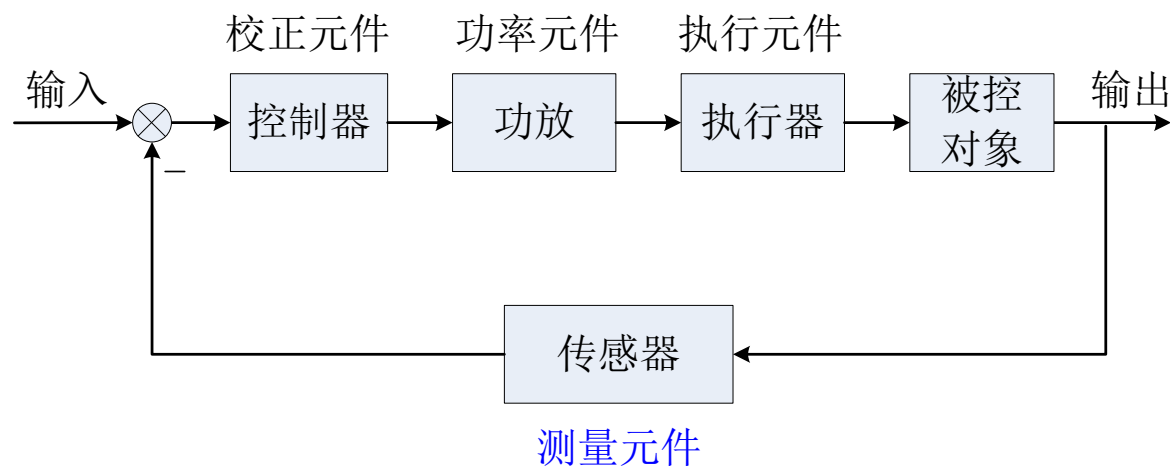 校正元件
功率元件
执行元件
输入
控制器
功放
执行器
被控
对象
输出
−
传感器
测量元件